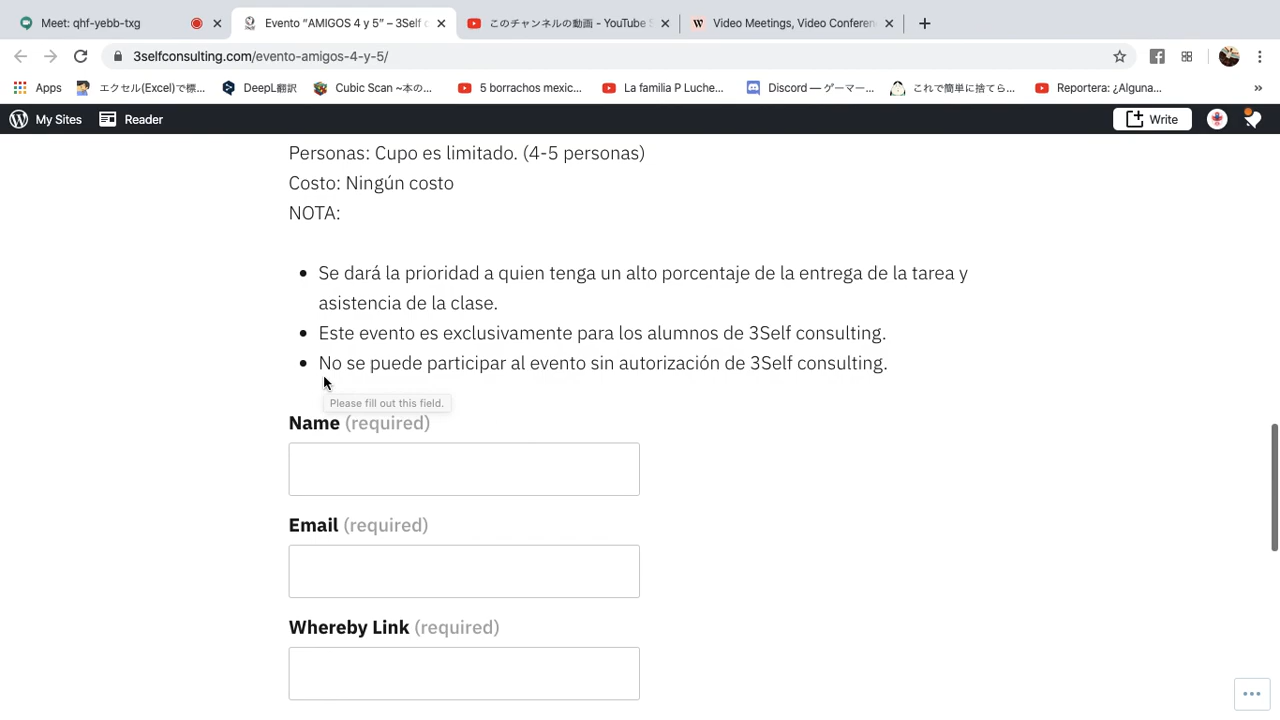 Meet: qhf-yebb-txg
Evento “AMIGOS 4 y 5” – 3Self c
このチャンネルの動画 - YouTube S
Video Meetings, Video Conferen
3selfconsulting.com/evento-amigos-4-y-5/
Apps
エクセル(Excel)で標...
DeepL翻訳
Cubic Scan ~本の...
5 borrachos mexic...
La familia P Luche...
Discord — ゲーマー...
これで簡単に捨てら...
Reportera: ¿Alguna...
»
My Sites
Reader
Write
Personas: Cupo es limitado. (4-5 personas)
Costo: Ningún costo
NOTA:
• Se dará la prioridad a quien tenga un alto porcentaje de la entrega de la tarea y
asistencia de la clase.
• Este evento es exclusivamente para los alumnos de 3Self consulting.
• No se puede participar al evento sin autorización de 3Self consulting.
Please fill out this field.
Name (required)
Email (required)
Whereby Link (required)